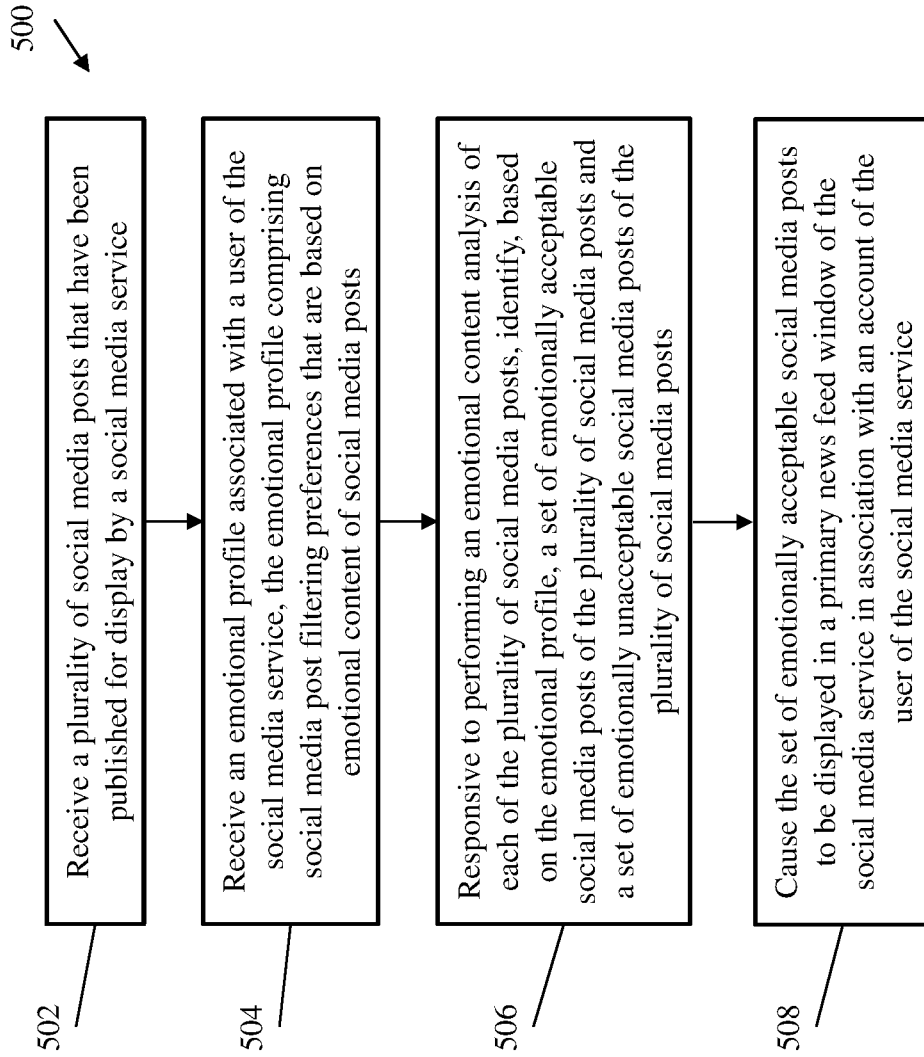 500
502
Receive a plurality of social media posts that have been
published for display by a social media service
504
Receive an emotional profile associated with a user of the
social media service, the emotional profile comprising
social media post filtering preferences that are based on
emotional content of social media posts
506
Responsive to performing an emotional content analysis of
each of the plurality of social media posts, identify, based
on the emotional profile, a set of emotionally acceptable
social media posts of the plurality of social media posts and
a set of emotionally unacceptable social media posts of the
plurality of social media posts
508
Cause the set of emotionally acceptable social media posts
to be displayed in a primary news feed window of the
social media service in association with an account of the
user of the social media service